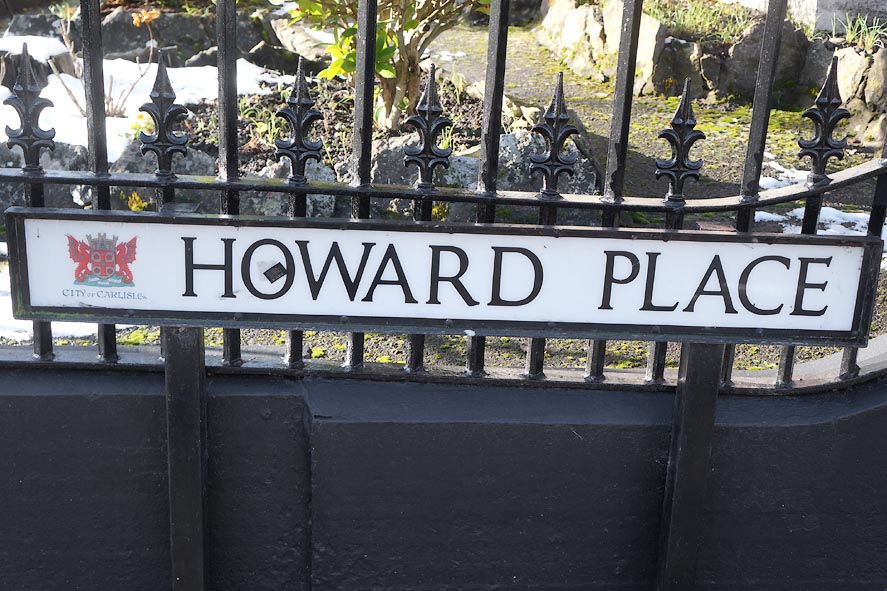 HOWARD PLACE
CITY OF CARLISLE